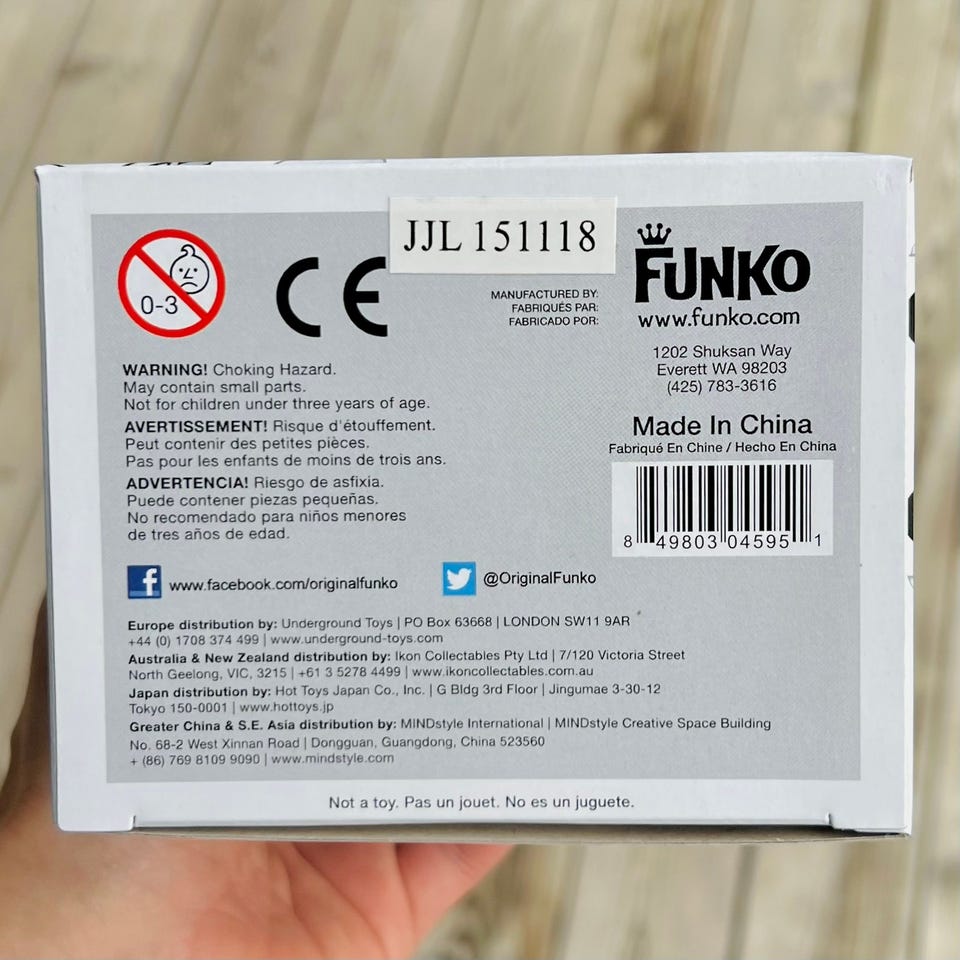 JJL 151118
0-3
CE
MANUFACTURED BY:
FABRIQUÉS PAR:
FABRICADO POR:
FUNKO
www.funko.com
1202 Shuksan Way
Everett WA 98203
(425) 783-3616
Made In China
Fabriqué En Chine / Hecho En China
8 49803 04595 1
WARNING! Choking Hazard.
May contain small parts.
Not for children under three years of age.
AVERTISSEMENT! Risque d'étouffement.
Peut contenir des petites pièces.
Pas pour les enfants de moins de trois ans.
ADVERTENCIA! Riesgo de asfixia.
Puede contener piezas pequeñas.
No recomendado para niños menores
de tres años de edad.
f www.facebook.com/originalfunko
@OriginalFunko
Europe distribution by: Underground Toys | PO Box 63668 | LONDON SW11 9AR
+44 (0) 1708 374 499 | www.underground-toys.com
Australia & New Zealand distribution by: Ikon Collectables Pty Ltd | 7/120 Victoria Street
North Geelong, VIC, 3215 | +61 3 5278 4499 | www.ikoncollectables.com.au
Japan distribution by: Hot Toys Japan Co., Inc. | G Bldg 3rd Floor | Jingumae 3-30-12
Tokyo 150-0001 | www.hottoys.jp
Greater China & S.E. Asia distribution by: MINDstyle International | MINDstyle Creative Space Building
No. 68-2 West Xinnan Road | Dongguan, Guangdong, China 523560
+ (86) 769 8109 9090 | www.mindstyle.com
Not a toy. Pas un jouet. No es un juguete.